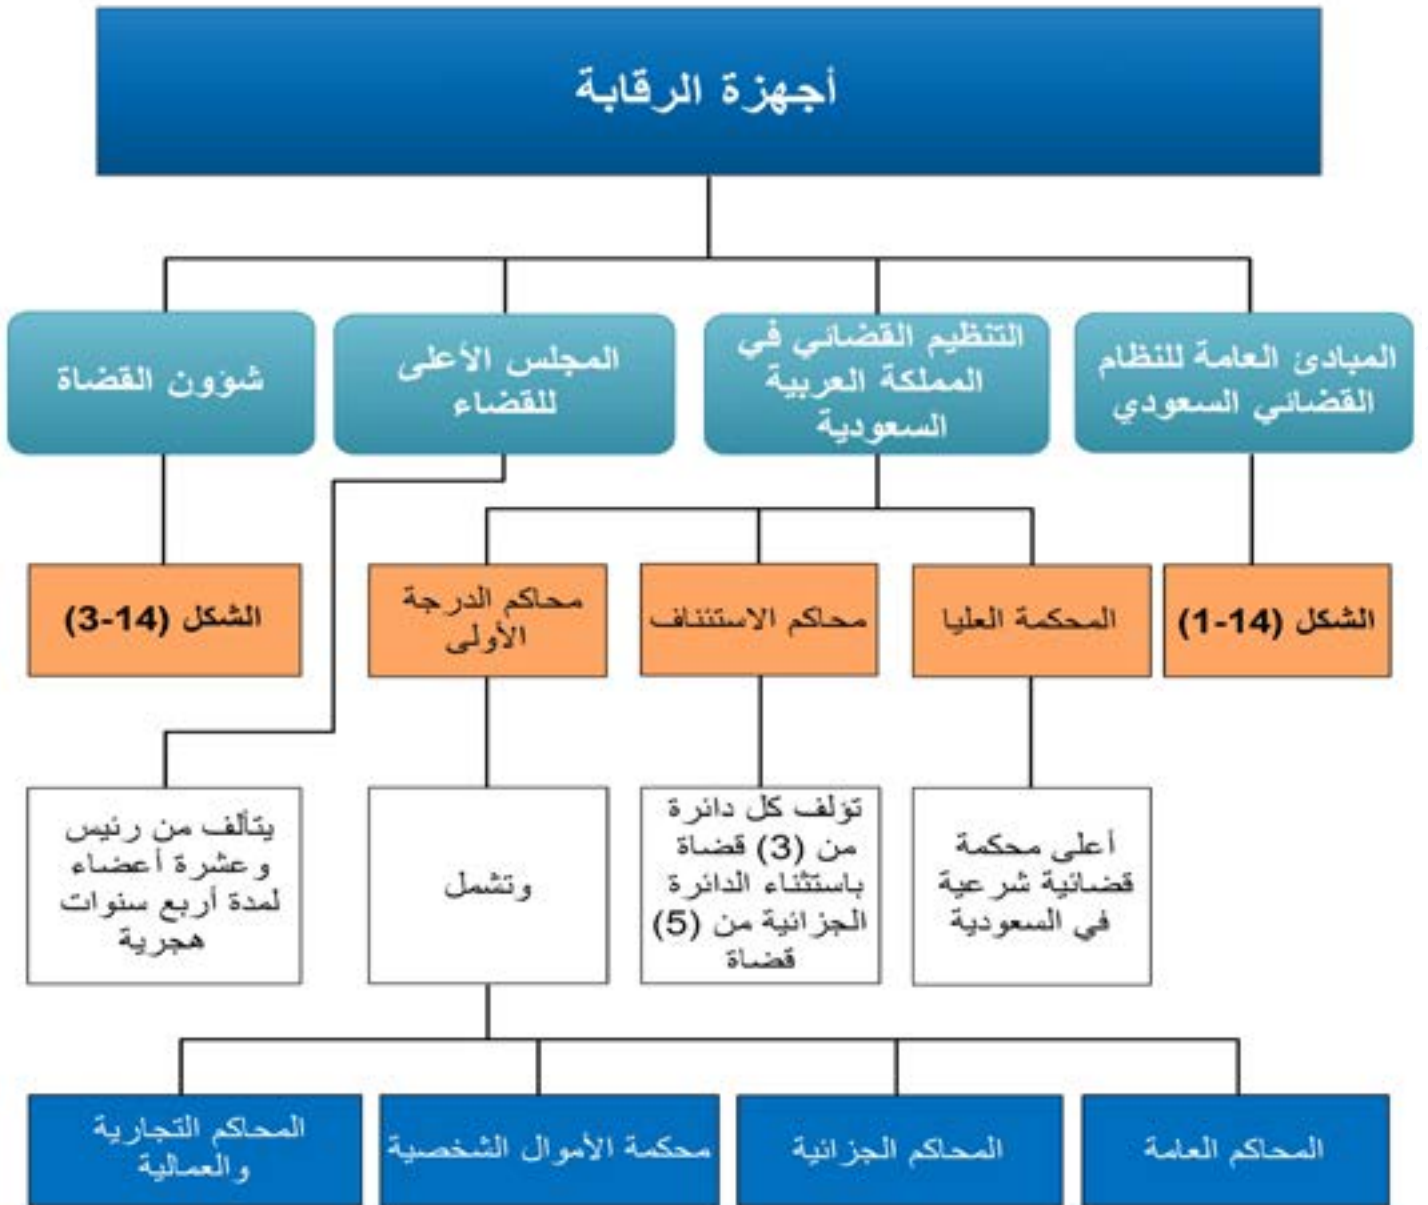 أجهزة الرقابة
المبادئ العامة للنظام
القضائي السعودي
التنظيم القضائي في
المملكة العربية
السعودية
المجلس الأعلى
للقضاء
شؤون القضاة
الشكل (14-1)
المحكمة العليا
محاكم الاستئناف
محاكم الدرجة
الأولى
الشكل (14-3)
أعلى محكمة
قضائية شرعية
في السعودية
تؤلف كل دائرة
من (3) قضاة
باستثناء الدائرة
الجزائية من (5)
قضاة
وتشمل
يتألف من رئيس
وعشرة أعضاء
لمدة أربع سنوات
هجرية
المحاكم العامة
المحاكم الجزائية
محكمة الأموال الشخصية
المحاكم التجارية
والعمالية